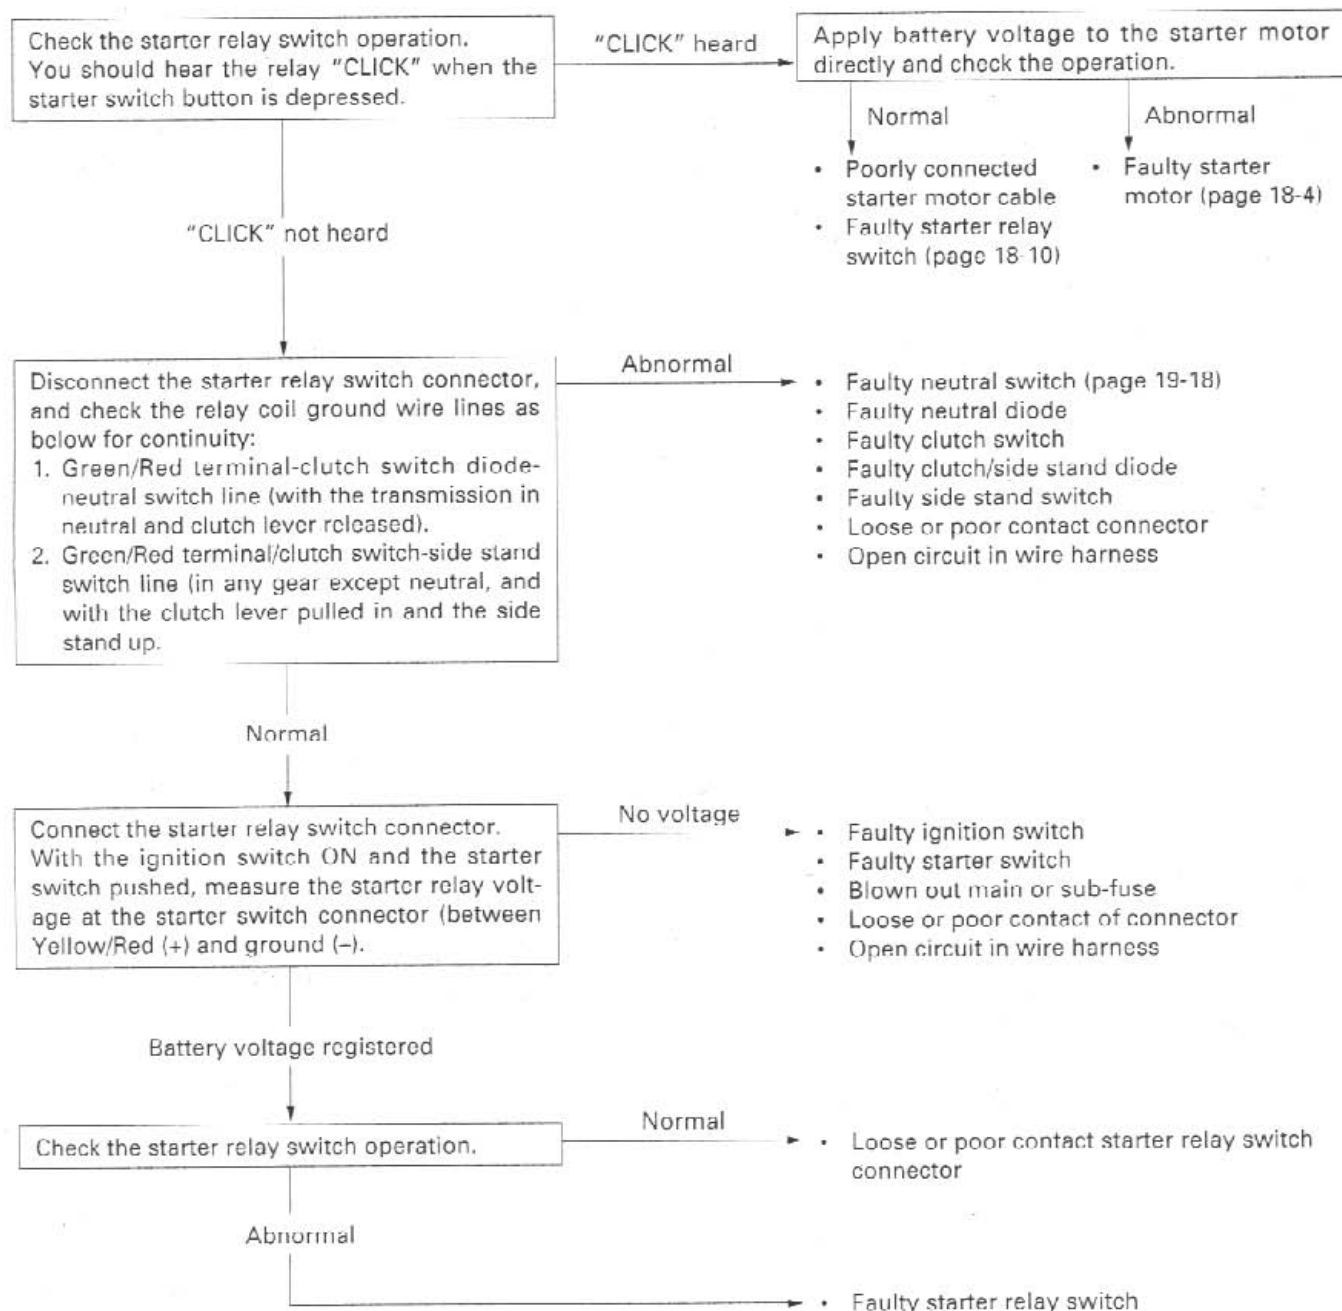 Check the starter relay switch operation.
You should hear the relay "CLICK" when the
starter switch button is depressed.
"CLICK" heard
Apply battery voltage to the starter motor
directly and check the operation.
Normal
Abnormal
• Poorly connected
starter motor cable
• Faulty starter relay
switch (page 18-10)
• Faulty starter
motor (page 18-4)
"CLICK" not heard
Disconnect the starter relay switch connector,
and check the relay coil ground wire lines as
below for continuity:
1. Green/Red terminal-clutch switch diode-
neutral switch line (with the transmission in
neutral and clutch lever released).
2. Green/Red terminal/clutch switch-side stand
switch line (in any gear except neutral, and
with the clutch lever pulled in and the side
stand up.
Abnormal
• Faulty neutral switch (page 19-18)
• Faulty neutral diode
• Faulty clutch switch
• Faulty clutch/side stand diode
• Faulty side stand switch
• Loose or poor contact connector
• Open circuit in wire harness
Normal
Connect the starter relay switch connector.
With the ignition switch ON and the starter
switch pushed, measure the starter relay volt-
age at the starter switch connector (between
Yellow/Red (+) and ground (–).
No voltage
• Faulty ignition switch
• Faulty starter switch
• Blown out main or sub-fuse
• Loose or poor contact of connector
• Open circuit in wire harness
Battery voltage registered
Check the starter relay switch operation.
Normal
• Loose or poor contact starter relay switch
connector
Abnormal
• Faulty starter relay switch